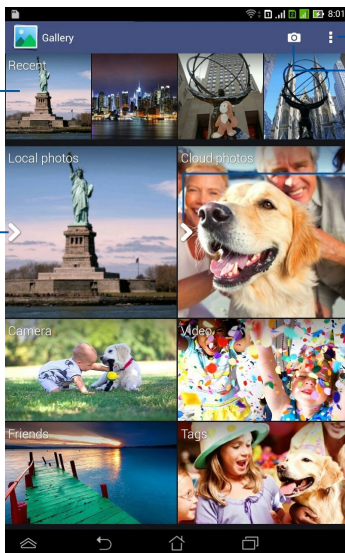 8:01
Gallery
Recent
Local photos
Cloud photos
Camera
Video
Friends
Tags